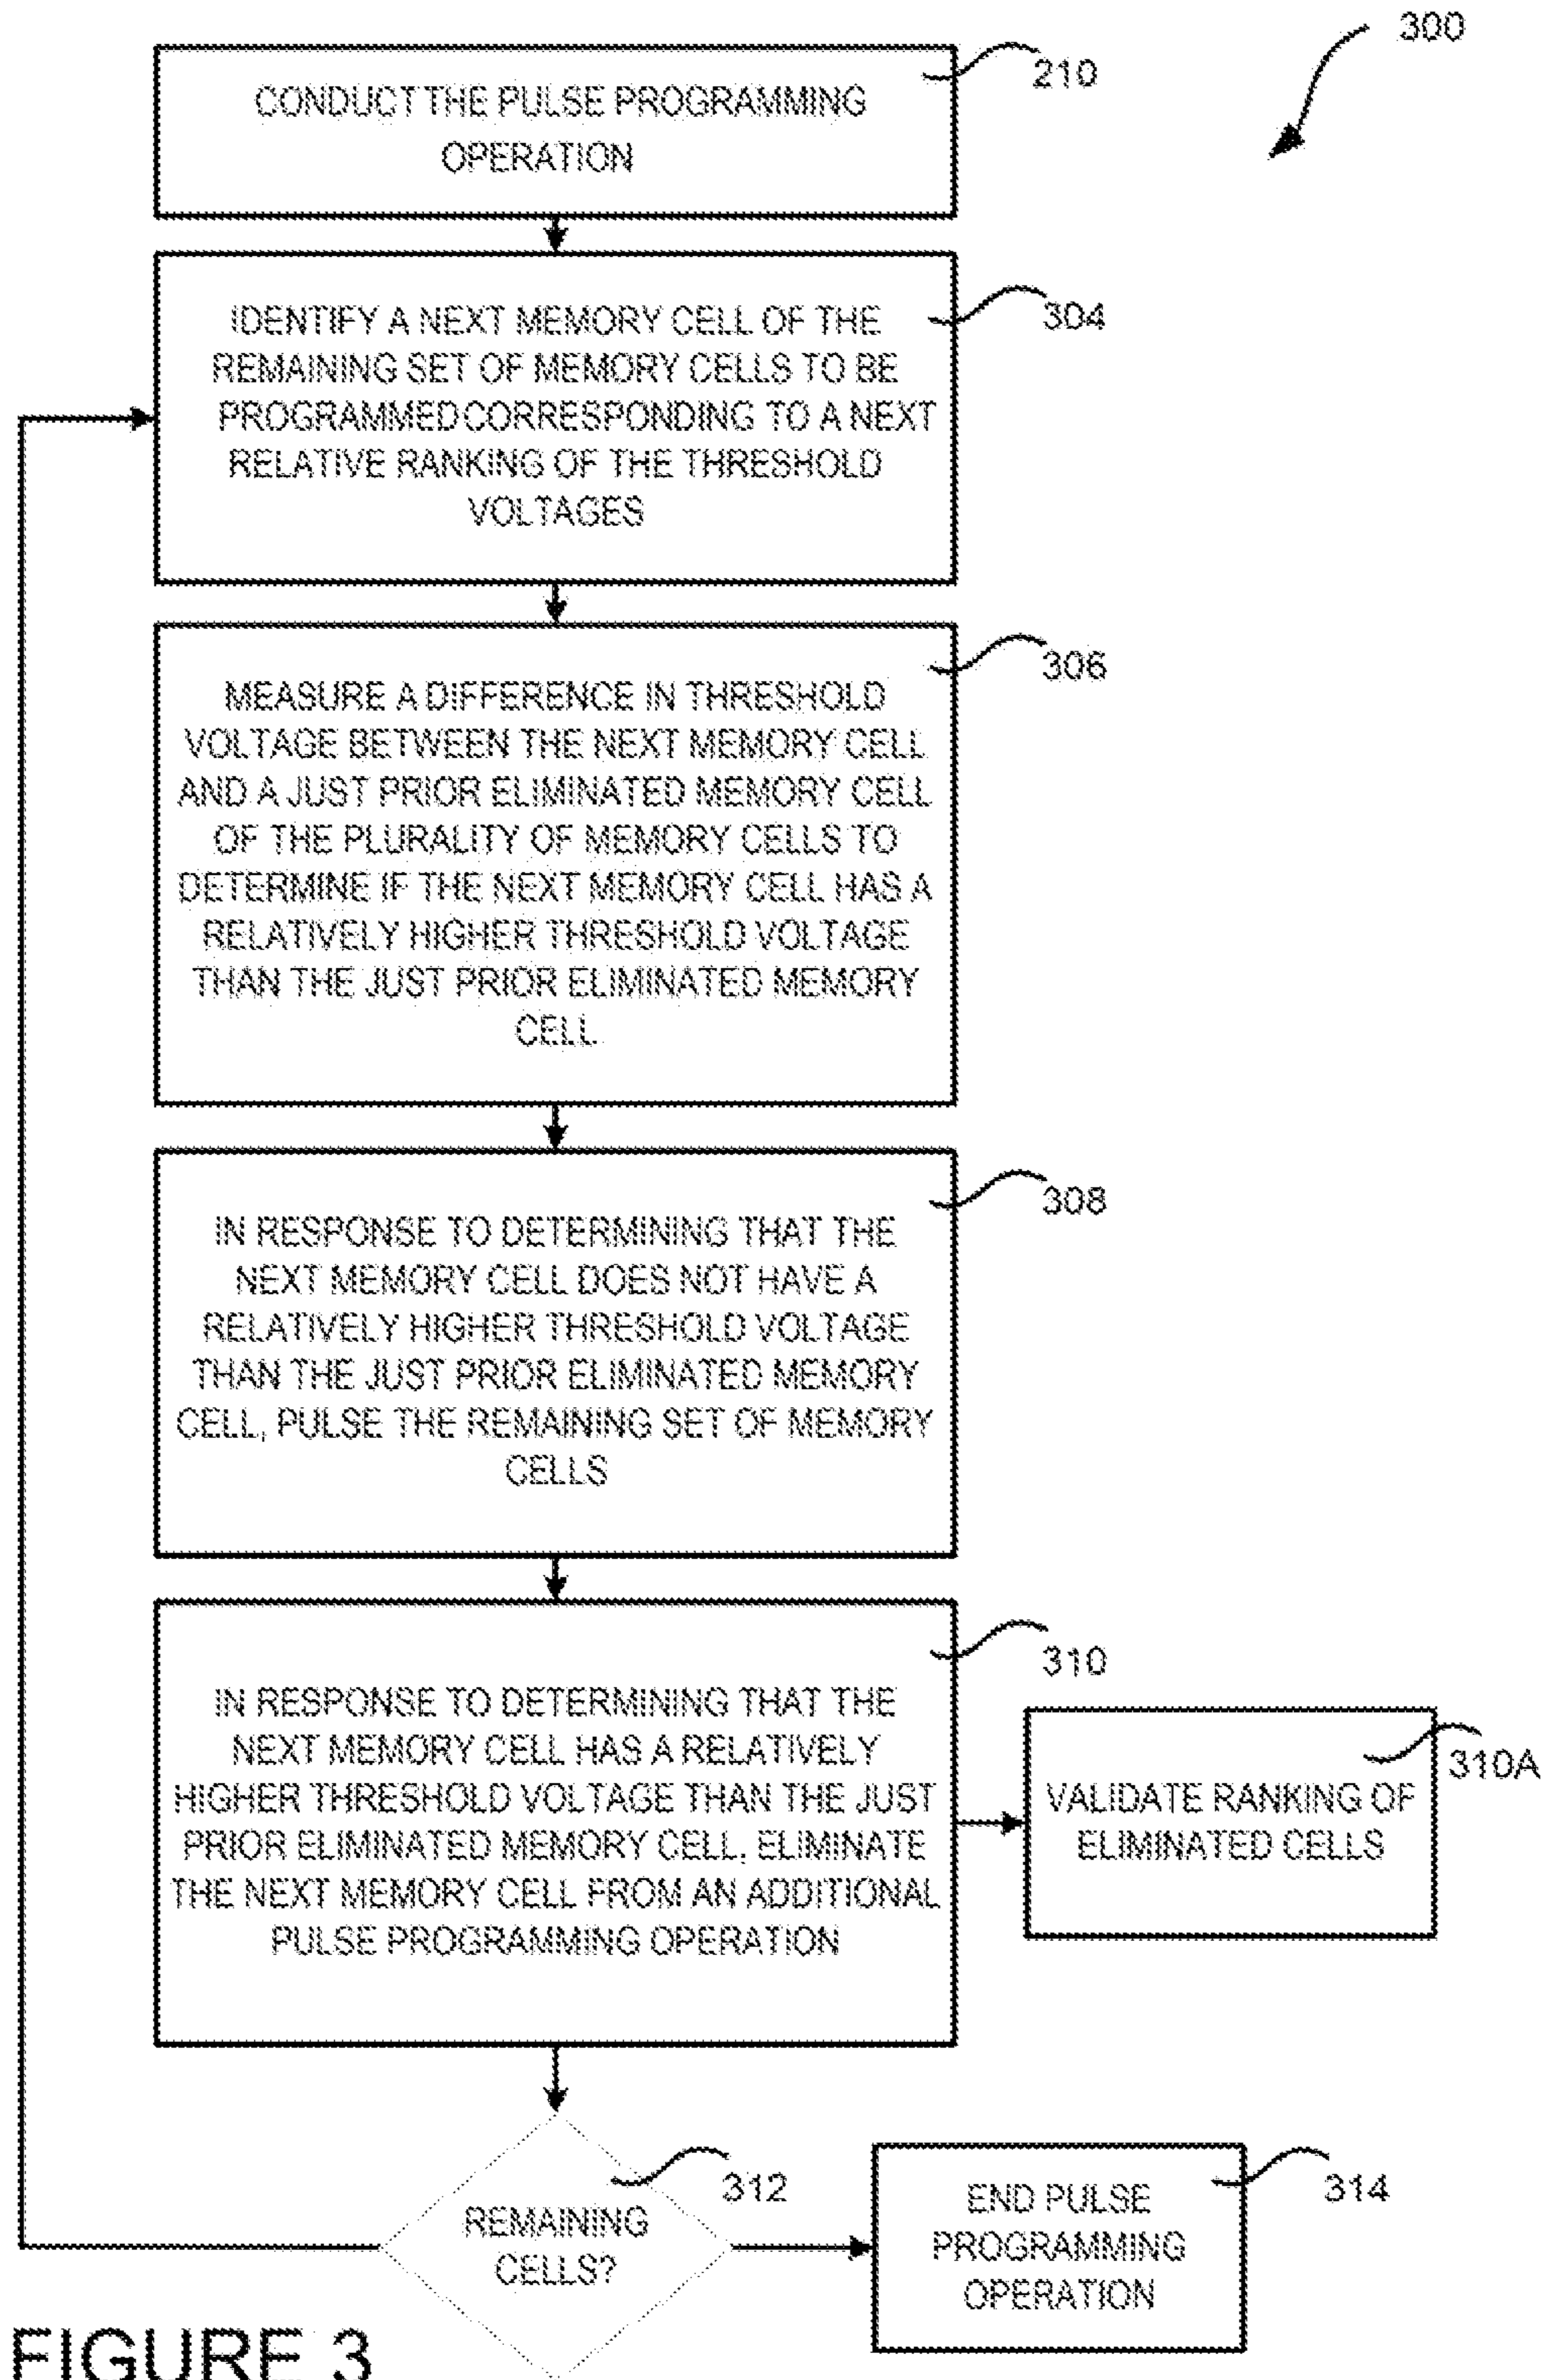 300
210
CONDUCT THE PULSE PROGRAMMING
OPERATION
304
IDENTIFY A NEXT MEMORY CELL OF THE
REMAINING SET OF MEMORY CELLS TO BE
PROGRAMMED CORRESPONDING TO A NEXT
RELATIVE RANKING OF THE THRESHOLD
VOLTAGES
306
MEASURE A DIFFERENCE IN THRESHOLD
VOLTAGE BETWEEN THE NEXT MEMORY CELL
AND A JUST PRIOR ELIMINATED MEMORY CELL
OF THE PLURALITY OF MEMORY CELLS TO
DETERMINE IF THE NEXT MEMORY CELL HAS A
RELATIVELY HIGHER THRESHOLD VOLTAGE
THAN THE JUST PRIOR ELIMINATED MEMORY
CELL
308
IN RESPONSE TO DETERMINING THAT THE
NEXT MEMORY CELL DOES NOT HAVE A
RELATIVELY HIGHER THRESHOLD VOLTAGE
THAN THE JUST PRIOR ELIMINATED MEMORY
CELL, PULSE THE REMAINING SET OF MEMORY
CELLS
310
IN RESPONSE TO DETERMINING THAT THE
NEXT MEMORY CELL HAS A RELATIVELY
HIGHER THRESHOLD VOLTAGE THAN THE JUST
PRIOR ELIMINATED MEMORY CELL, ELIMINATE
THE NEXT MEMORY CELL FROM AN ADDITIONAL
PULSE PROGRAMMING OPERATION
310A
VALIDATE RANKING OF
ELIMINATED CELLS
312
REMAINING
CELLS?
314
END PULSE
PROGRAMMING
OPERATION
FIGURE 3